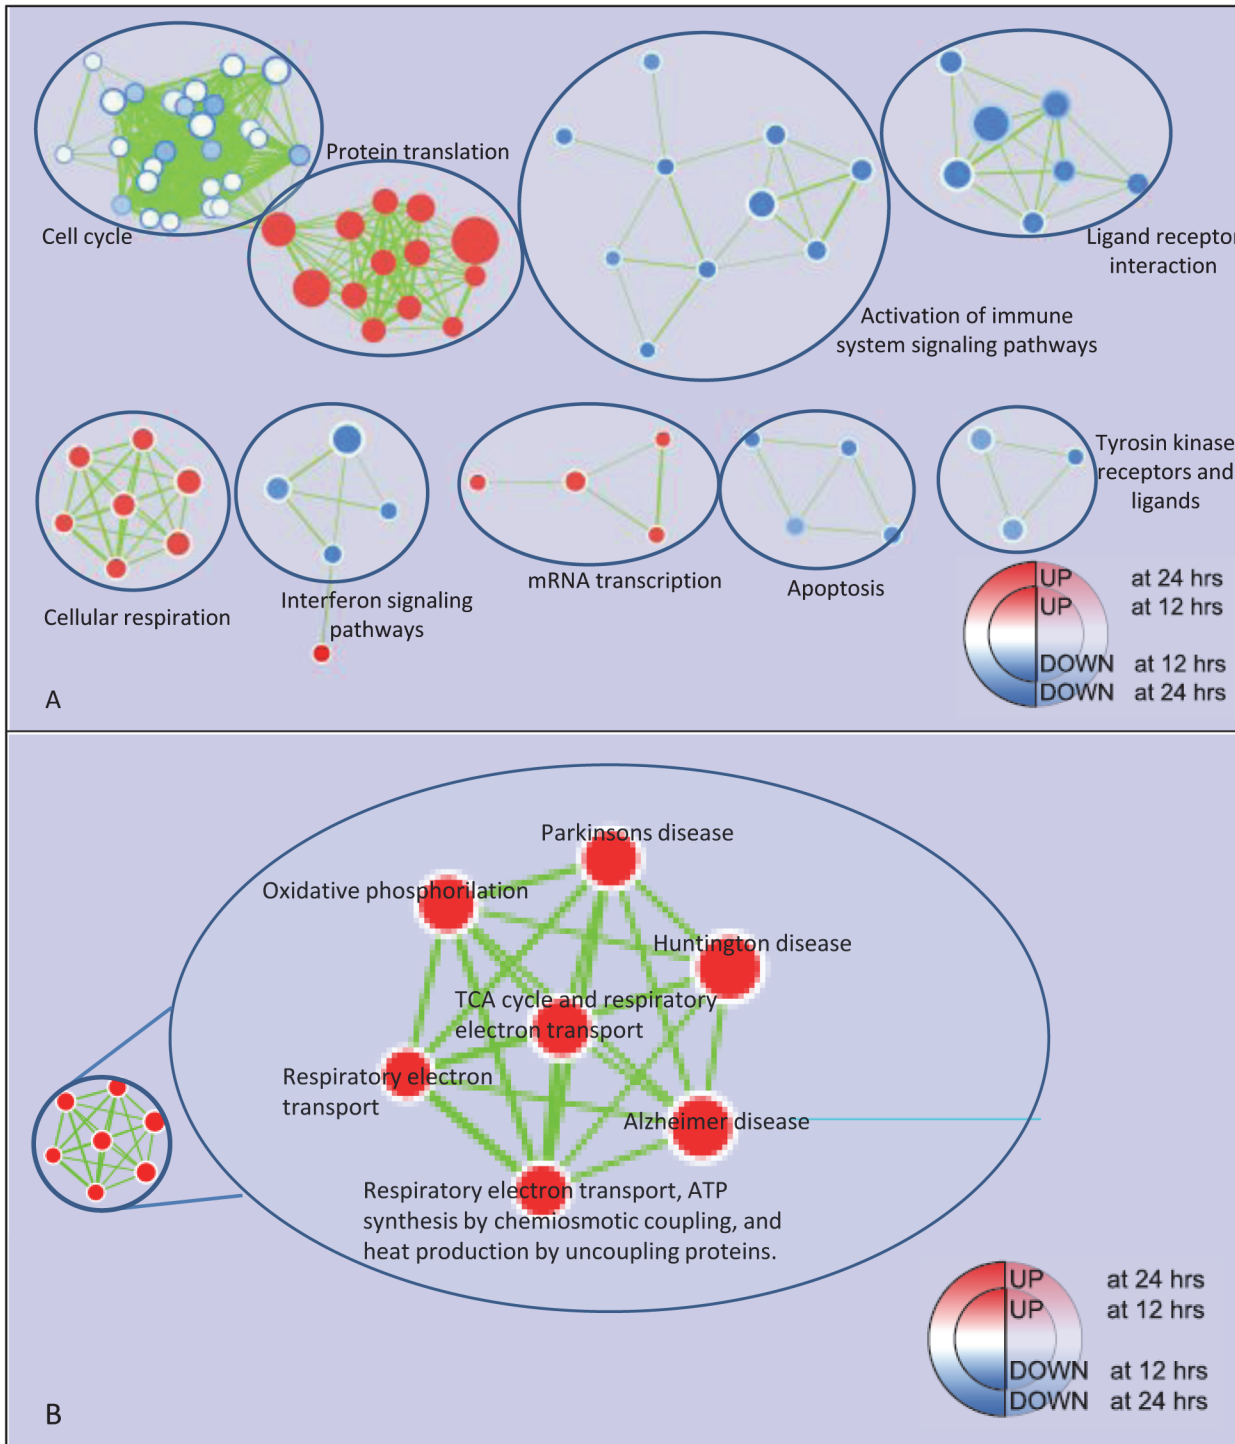 Cell cycle
Protein translation
Activation of immune
system signaling pathways
Ligand receptor
interaction
Cellular respiration
Interferon signaling
pathways
mRNA transcription
Apoptosis
Tyrosin kinase
receptors and
ligands
UP at 24 hrs
UP at 12 hrs
DOWN at 12 hrs
DOWN at 24 hrs
A
Parkinsons disease
Oxidative phosphorilation
Huntington disease
TCA cycle and respiratory
electron transport
Respiratory electron
transport
Alzheimer disease
Respiratory electron transport, ATP
synthesis by chemiosmotic coupling, and
heat production by uncoupling proteins.
UP at 24 hrs
UP at 12 hrs
DOWN at 12 hrs
DOWN at 24 hrs
B